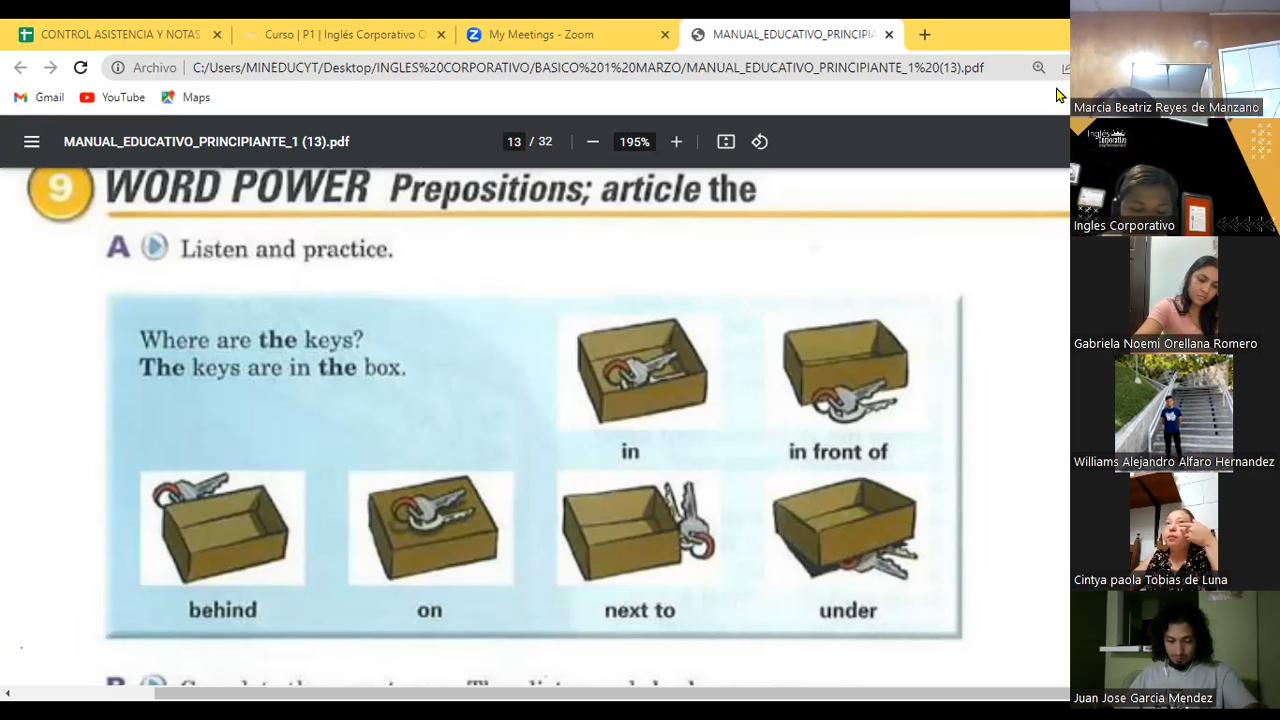 CONTROL ASISTENCIA Y NOTAS
Curso | P1 | Inglés Corporativo O
My Meetings - Zoom
MANUAL_EDUCATIVO_PRINCIPIA
Archivo
C:/Users/MINEDUCYT/Desktop/INGLES%20CORPORATIVO/BASICO%201%20MARZO/MANUAL_EDUCATIVO_PRINCIPIANTE_1%20(13).pdf
Gmail
YouTube
Maps
MANUAL_EDUCATIVO_PRINCIPIANTE_1 (13).pdf
13 / 32
195%
9 WORD POWER Prepositions; article the
A Listen and practice.
Where are the keys?
The keys are in the box.
in
in front of
behind
on
next to
under
Marcia Beatriz Reyes de Manzano
Inglés Corporativo
Ingles Corporativo
Gabriela Noemí Orellana Romero
Williams Alejandro Alfaro Hernandez
Cintya paola Tobias de Luna
Juan Jose Garcia Mendez